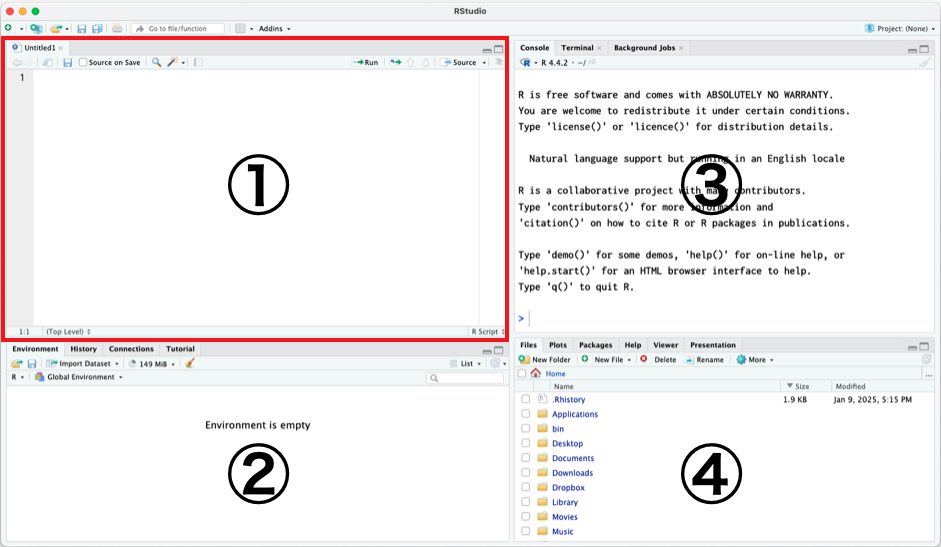 RStudio
Go to file/function
Addins
Project: (None)
Untitled1
Source on Save
Run
Source
1
①
1:1
(Top Level)
R Script
Environment
History
Connections
Tutorial
Import Dataset
149 MiB
List
R
Global Environment
Environment is empty
②
Console
Terminal
Background Jobs
R 4.4.2 · ~/
R is free software and comes with ABSOLUTELY NO WARRANTY.
You are welcome to redistribute it under certain conditions.
Type 'license()' or 'licence()' for distribution details.
Natural language support but running in an English locale
R is a collaborative project with many contributors.
Type 'contributors()' for more information and
'citation()' on how to cite R or R packages in publications.
Type 'demo()' for some demos, 'help()' for on-line help, or
'help.start()' for an HTML browser interface to help.
Type 'q()' to quit R.
>
③
Files
Plots
Packages
Help
Viewer
Presentation
New Folder
New File
Delete
Rename
More
Home
...
Name
Size
Modified
.Rhistory
1.9 KB
Jan 9, 2025, 5:15 PM
Applications
bin
Desktop
Documents
Downloads
Dropbox
Library
Movies
Music
④